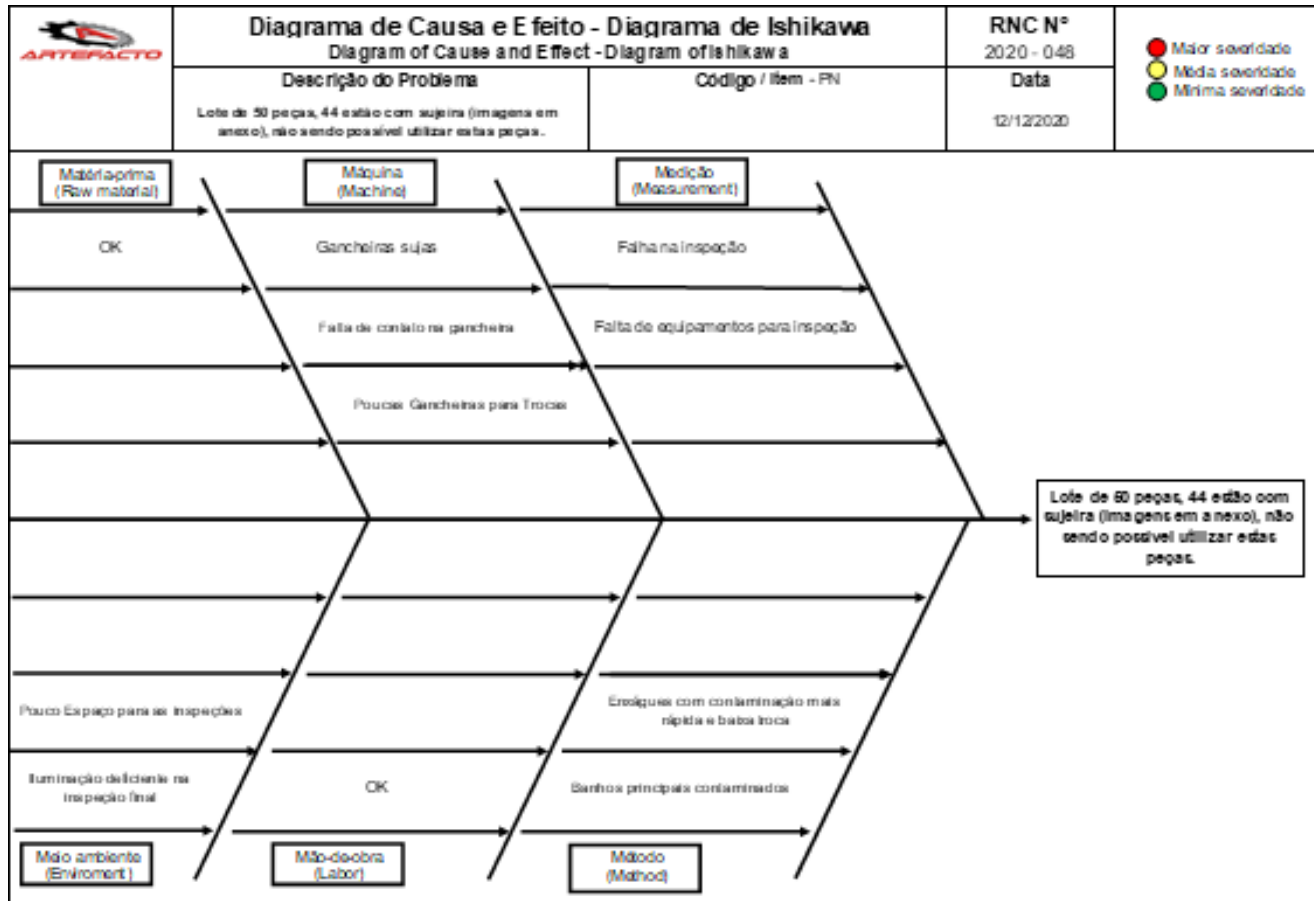 ARTEFACTO
Diagrama de Causa e Efeito - Diagrama de Ishikawa
Diagram of Cause and Effect - Diagram of Ishikawa
RNC Nº
2020 - 048
Maior severidade
Média severidade
Mínima severidade
Descrição do Problema
Código / Item - PN
Data
Lote de 50 peças, 44 estão com sujeira (imagens em
anexo), não sendo possível utilizar estas peças.
12/12/2020
Matéria-prima
(Raw material)
Máquina
(Machine)
Medição
(Measurement)
OK
Gancheiras sujas
Falha na inspeção
Falta de contato na gancheira
Falta de equipamentos para inspeção
Poucas Gancheiras para Trocas
Lote de 50 peças, 44 estão com
sujeira (imagens em anexo), não
sendo possível utilizar estas
peças.
Pouco Espaço para as inspeções
Enxágues com contaminação mais
rápida e baixa troca
Iluminação deficiente na
inspeção final
OK
Banhos principais contaminados
Meio ambiente
(Enviroment)
Mão-de-obra
(Labor)
Método
(Method)